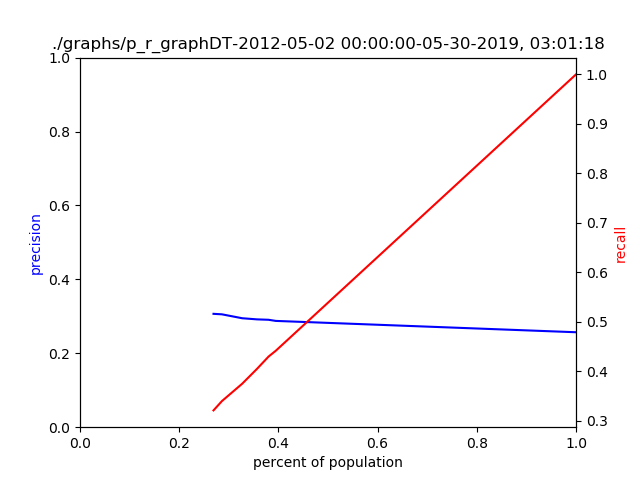 ./graphs/p_r_graphDT-2012-05-02 00:00:00-05-30-2019, 03:01:18
1.0
0.8
0.6
0.4
0.2
0.0
precision
0.0 0.2 0.4 0.6 0.8 1.0
percent of population
1.0
0.9
0.8
0.7
0.6
0.5
0.4
0.3
recall